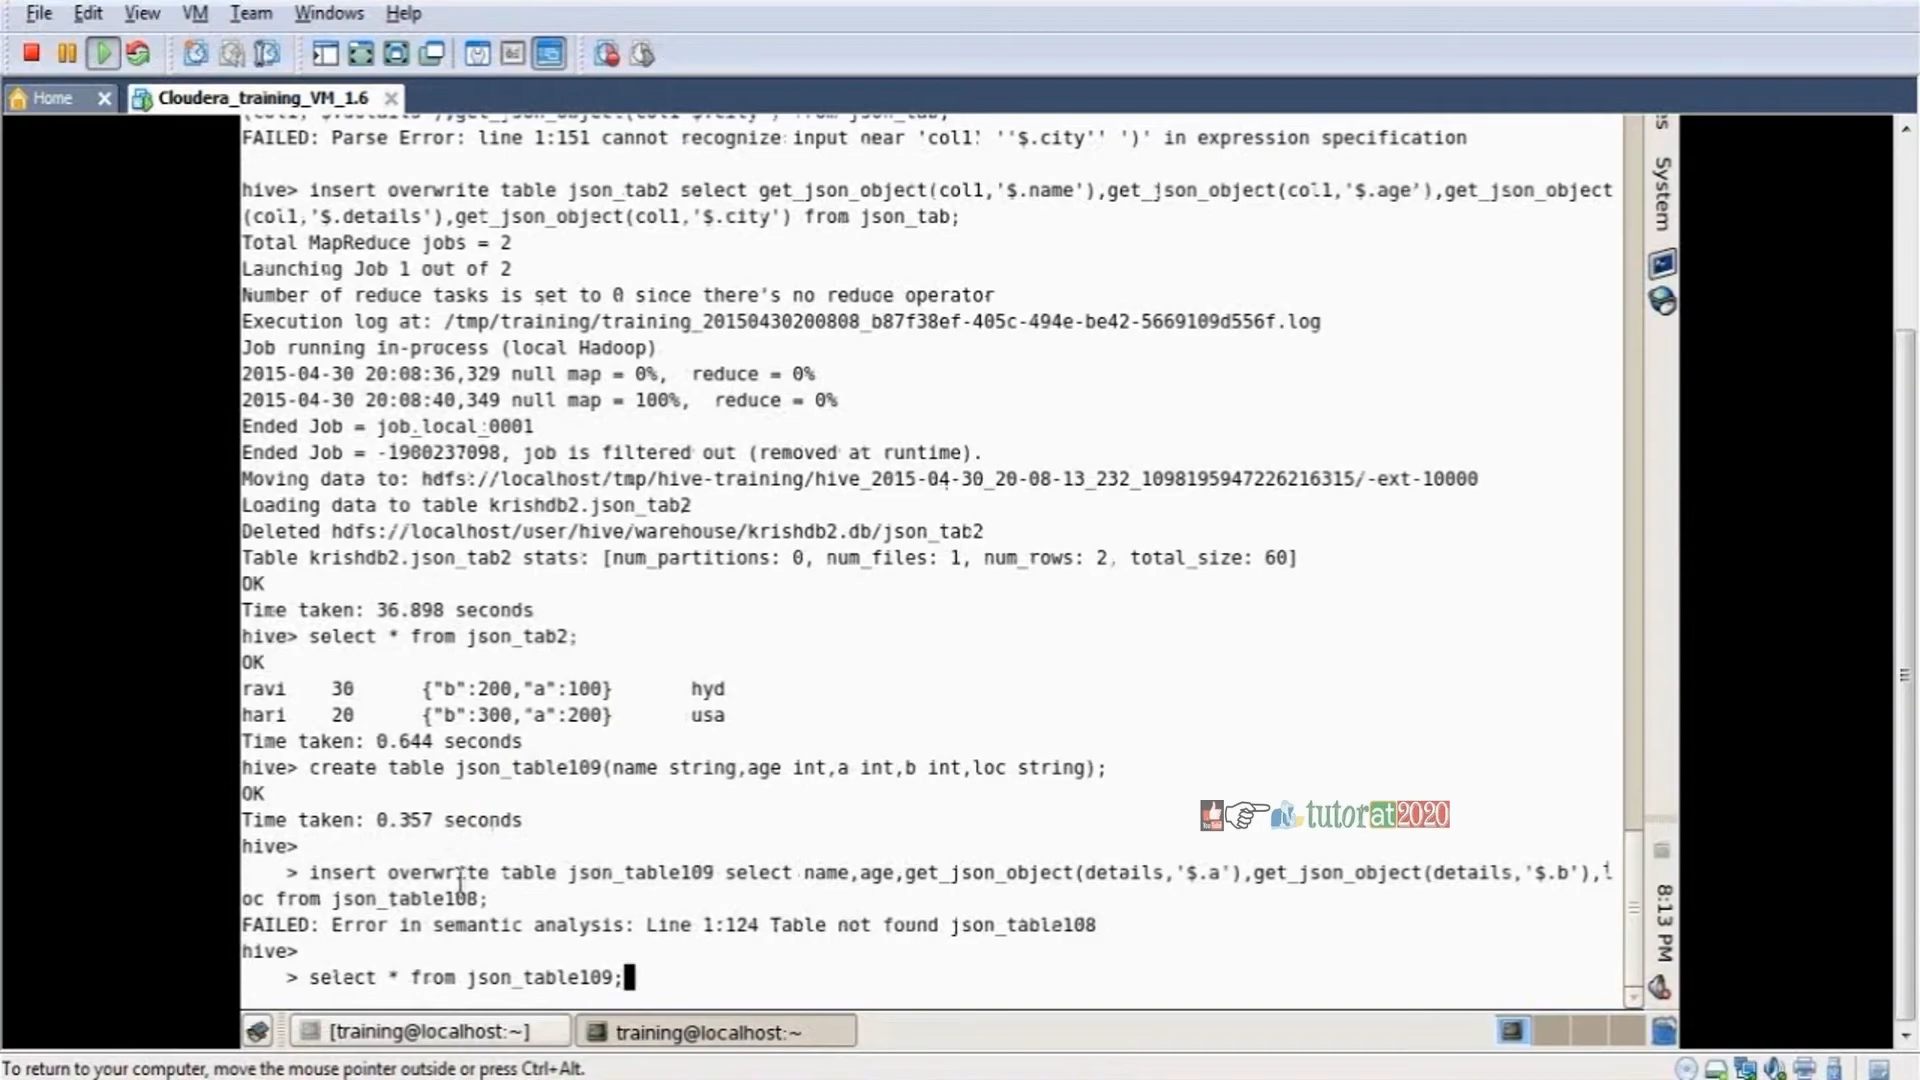 File Edit View VM Team Windows Help
Home
Cloudera_training_VM_1.6
FAILED: Parse Error: line 1:151 cannot recognize input near 'col1' ''$.city'' ')' in expression specification
hive> insert overwrite table json_tab2 select get_json_object(col1,'$.name'),get_json_object(col1,'$.age'),get_json_object
(col1,'$.details'),get_json_object(col1,'$.city') from json_tab;
Total MapReduce jobs = 2
Launching Job 1 out of 2
Number of reduce tasks is set to 0 since there's no reduce operator
Execution log at: /tmp/training/training_20150430200808_b87f38ef-405c-494e-be42-5669109d556f.log
Job running in-process (local Hadoop)
2015-04-30 20:08:36,329 null map = 0%, reduce = 0%
2015-04-30 20:08:40,349 null map = 100%, reduce = 0%
Ended Job = job_local_0001
Ended Job = -1980237098, job is filtered out (removed at runtime).
Moving data to: hdfs://localhost/tmp/hive-training/hive_2015-04-30_20-08-13_232_1098195947226216315/-ext-10000
Loading data to table krishdb2.json_tab2
Deleted hdfs://localhost/user/hive/warehouse/krishdb2.db/json_tab2
Table krishdb2.json_tab2 stats: [num_partitions: 0, num_files: 1, num_rows: 2, total_size: 60]
OK
Time taken: 36.898 seconds
hive> select * from json_tab2;
OK
ravi 30 {"b":200,"a":100} hyd
hari 20 {"b":300,"a":200} usa
Time taken: 0.644 seconds
hive> create table json_table109(name string,age int,a int,b int,loc string);
OK
Time taken: 0.357 seconds
hive>
> insert overwrite table json_table109 select name,age,get_json_object(details,'$.a'),get_json_object(details,'$.b'),l
oc from json_table108;
FAILED: Error in semantic analysis: Line 1:124 Table not found json_table108
hive>
> select * from json_table109;
tutorat2020
System
8:13 PM
[training@localhost:~]
training@localhost:~
To return to your computer, move the mouse pointer outside or press Ctrl+Alt.